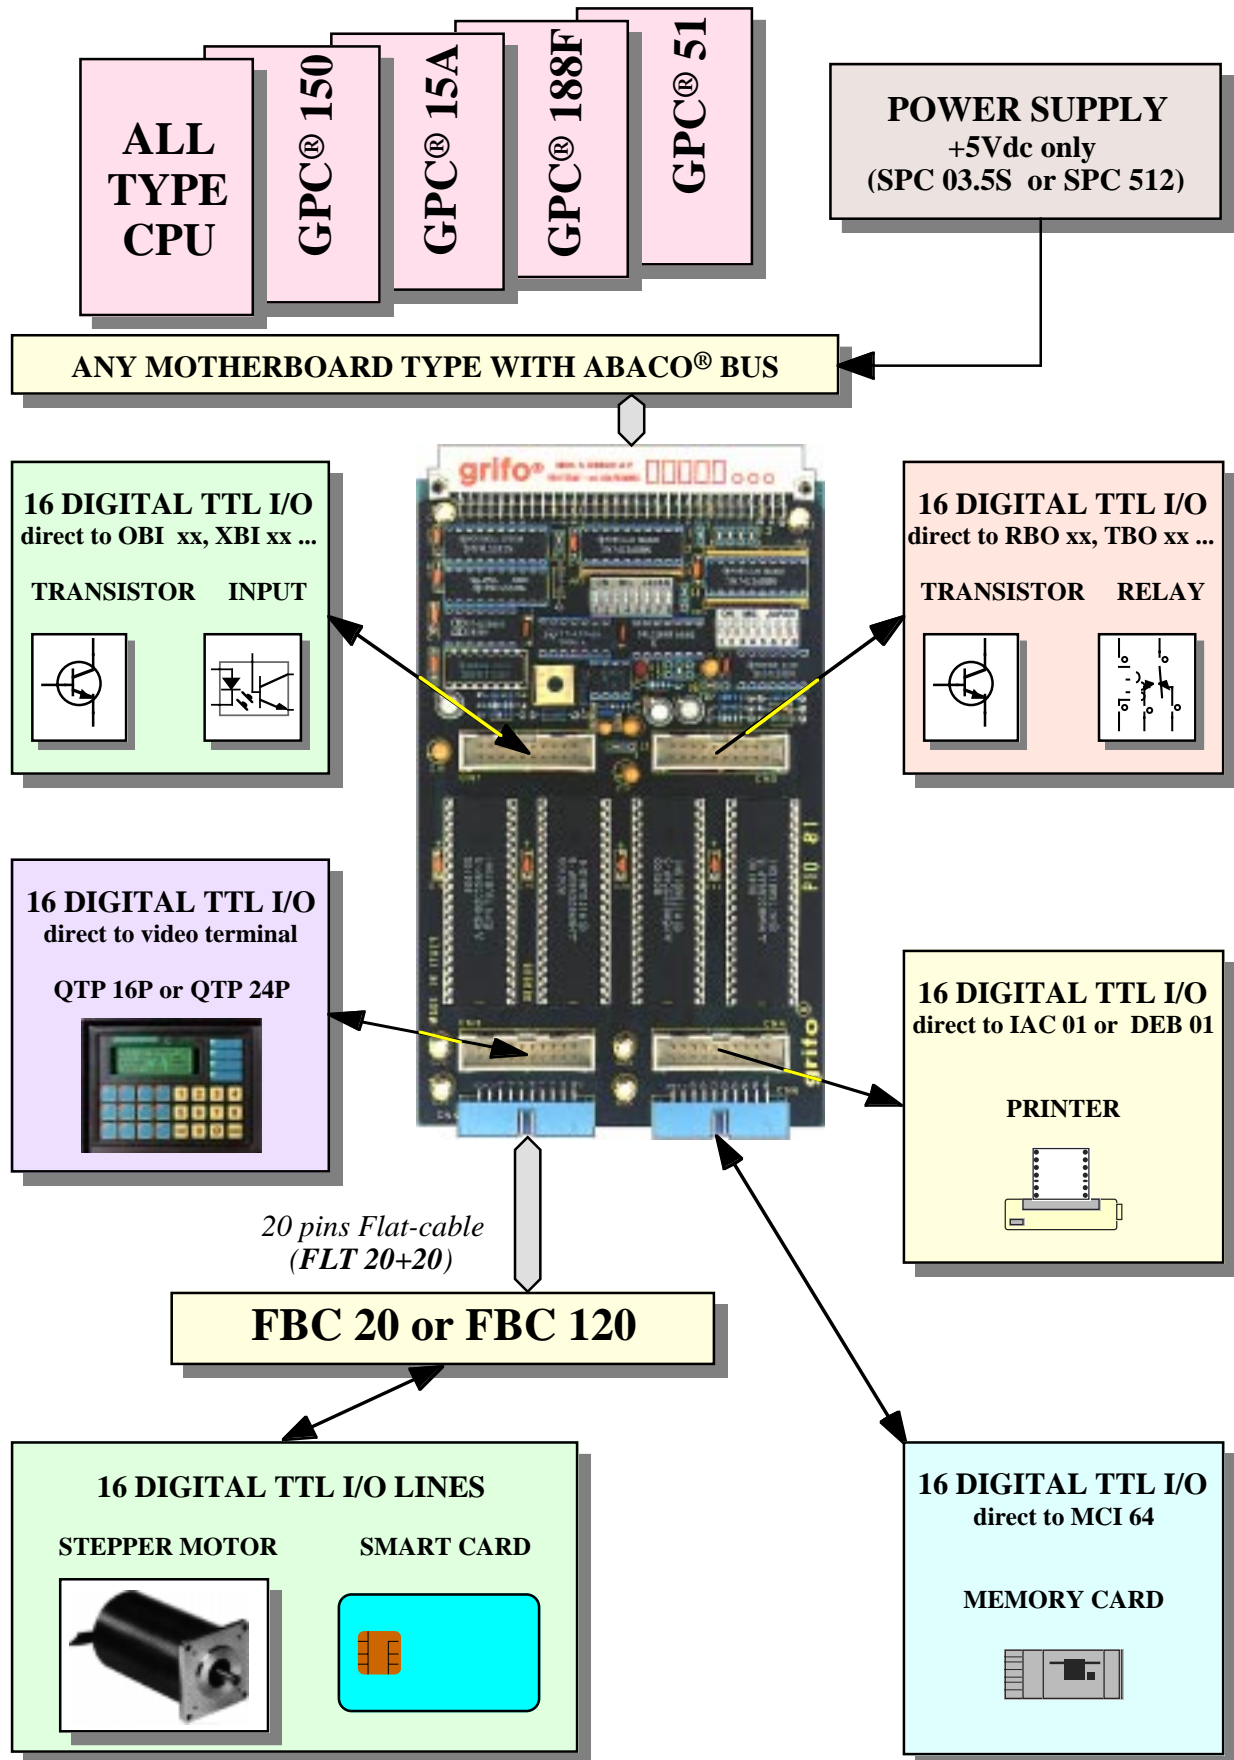 ALL
TYPE
CPU
GPC® 150
GPC® 15A
GPC® 188F
GPC® 51
POWER SUPPLY
+5Vdc only
(SPC 03.5S or SPC 512)
ANY MOTHERBOARD TYPE WITH ABACO® BUS
grifo®
16 DIGITAL TTL I/O
direct to OBI xx, XBI xx ...
TRANSISTOR INPUT
16 DIGITAL TTL I/O
direct to RBO xx, TBO xx ...
TRANSISTOR RELAY
PIO 81
MADE IN ITALY
grifo®
16 DIGITAL TTL I/O
direct to video terminal
QTP 16P or QTP 24P
16 DIGITAL TTL I/O
direct to IAC 01 or DEB 01
PRINTER
20 pins Flat-cable
(FLT 20+20)
FBC 20 or FBC 120
16 DIGITAL TTL I/O LINES
STEPPER MOTOR SMART CARD
16 DIGITAL TTL I/O
direct to MCI 64
MEMORY CARD